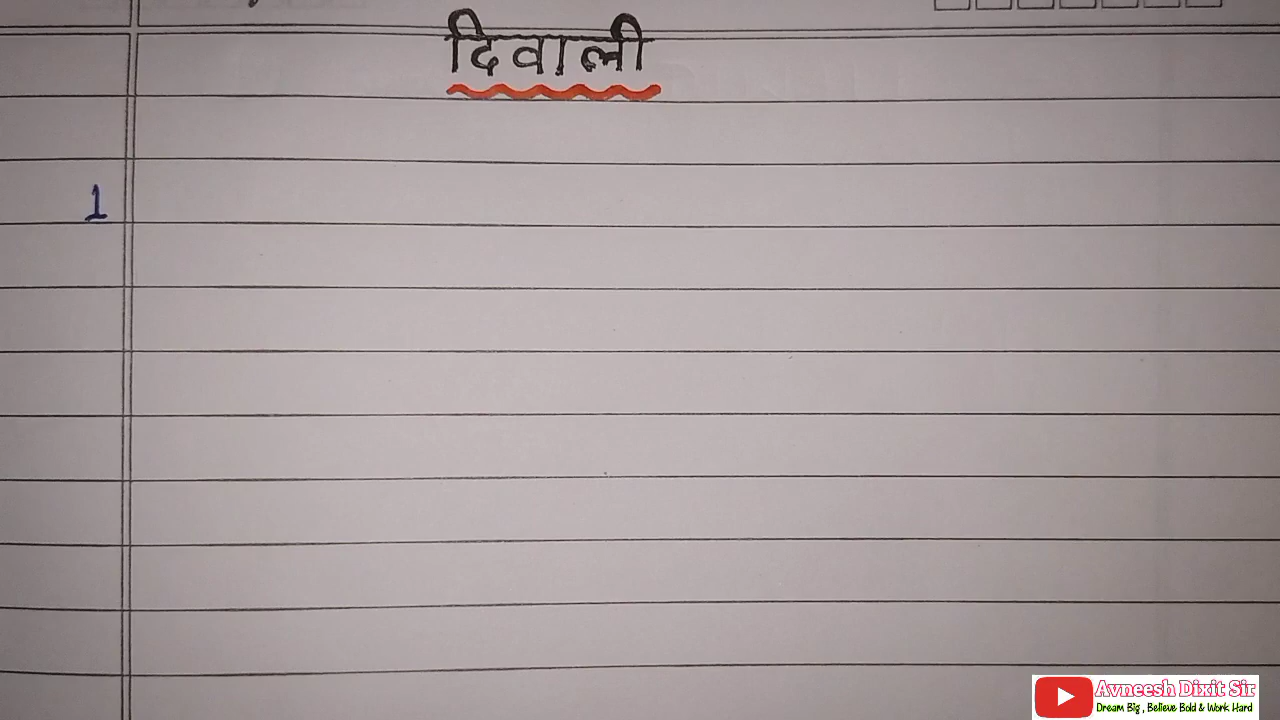 दिवाली
1
Avneesh Dixit Sir
Dream Big , Believe Bold & Work Hard